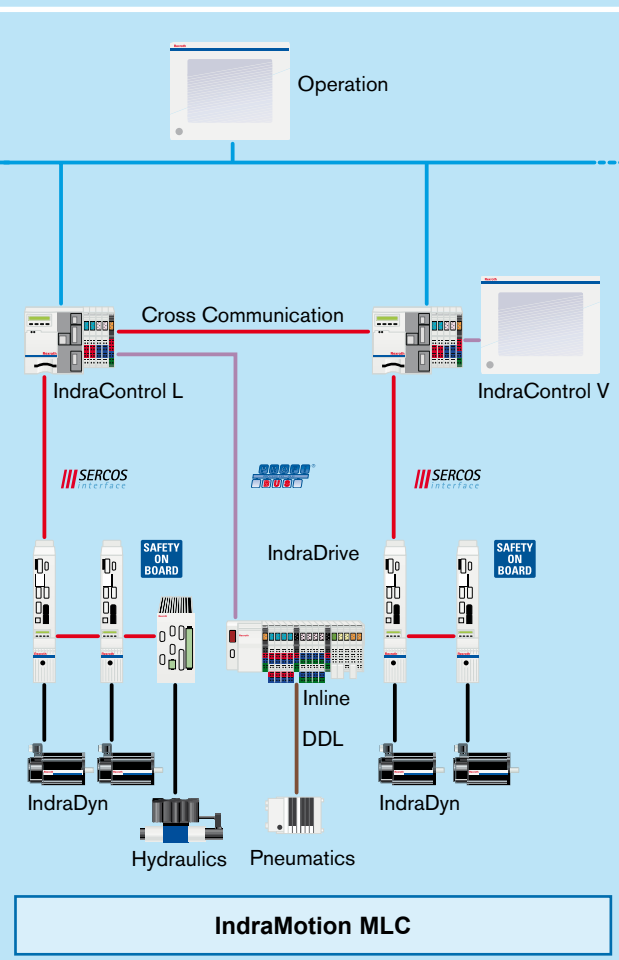 Operation
Cross Communication
IndraControl L
IndraControl V
SERCOS
interface
SERCOS
interface
SAFETY
ON
BOARD
IndraDrive
SAFETY
ON
BOARD
Inline
DDL
IndraDyn
IndraDyn
Hydraulics
Pneumatics
IndraMotion MLC